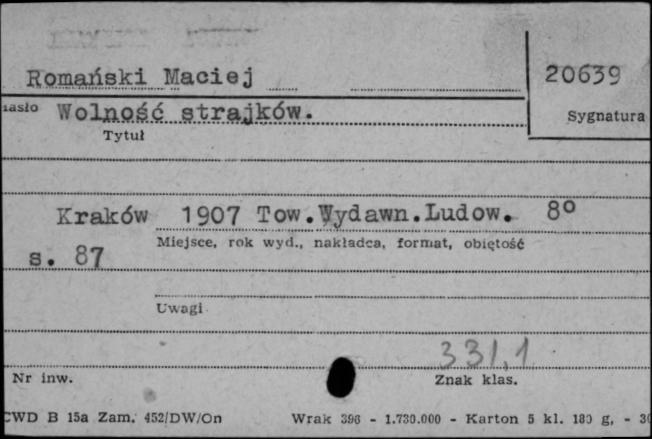 Romański Maciej
20639
Sygnatura
hasło Wolność strajków.
Tytuł
Kraków 1907 Tow.Wydawn.Ludow. 8°
Miejsce, rok wyd., nakładca, format, objętość
s. 87
Uwagi
331,1
Nr inw.
Znak klas.
CWD B 15a Zam. 452/DW/On Wrak 396 - 1.730.000 - Karton 5 kl. 180 g, - 30